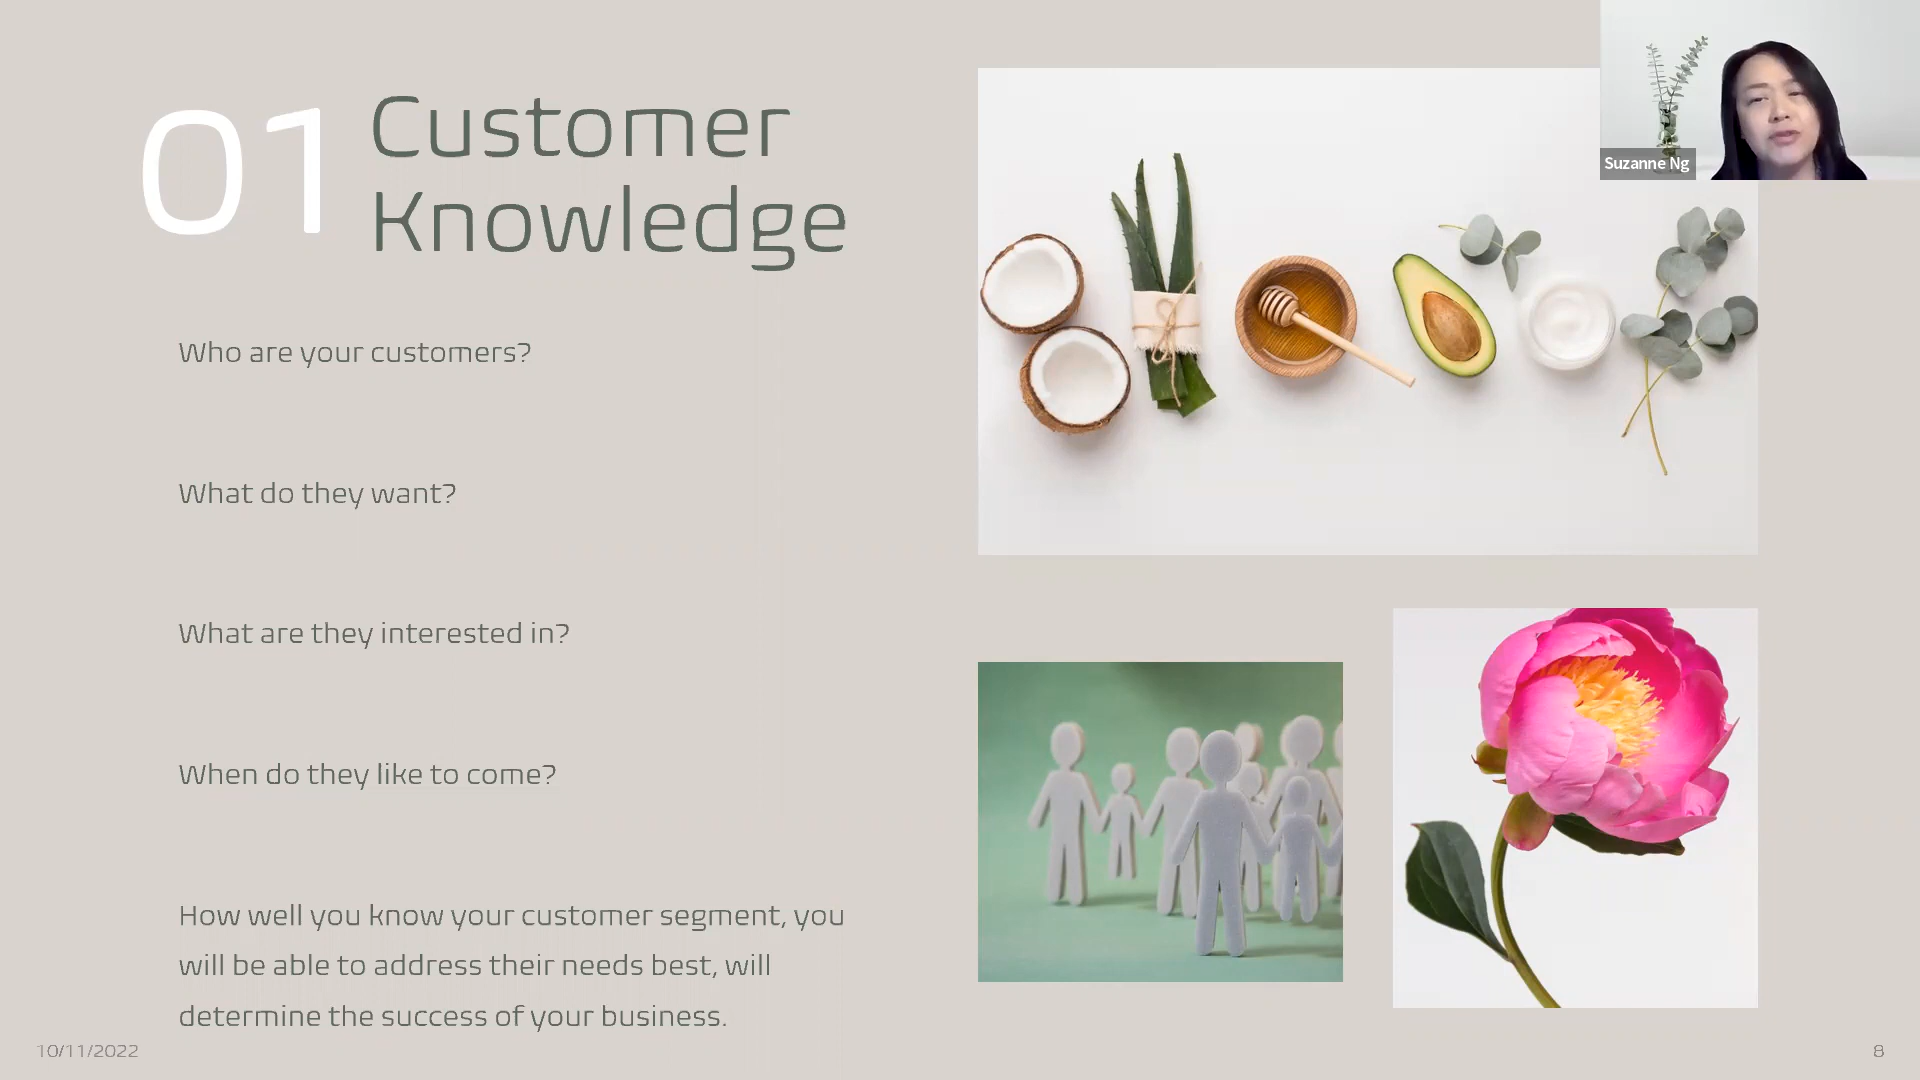 01
Customer
Knowledge
Suzanne Ng
Who are your customers?
What do they want?
What are they interested in?
When do they like to come?
How well you know your customer segment, you
will be able to address their needs best, will
determine the success of your business.
10/11/2022
8